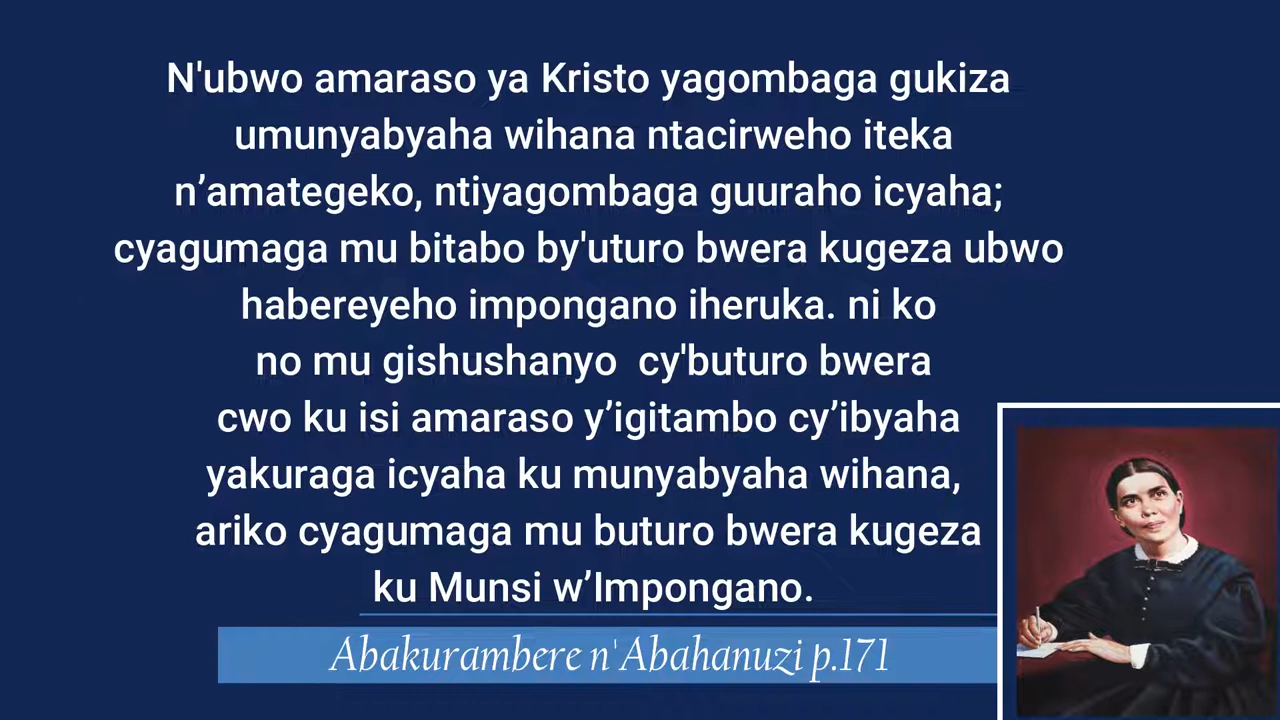 N'ubwo amaraso ya Kristo yagombaga gukiza
umunyabyaha wihana ntacirweho iteka
n’amategeko, ntiyagombaga guuraho icyaha;
cyagumaga mu bitabo by'uturo bwera kugeza ubwo
habereyeho impongano iheruka. ni ko
no mu gishushanyo  cy'buturo bwera
cwo ku isi amaraso y’igitambo cy’ibyaha
yakuraga icyaha ku munyabyaha wihana,
ariko cyagumaga mu buturo bwera kugeza
ku Munsi w’Impongano.
Abakurambere n'Abahanuzi p.171